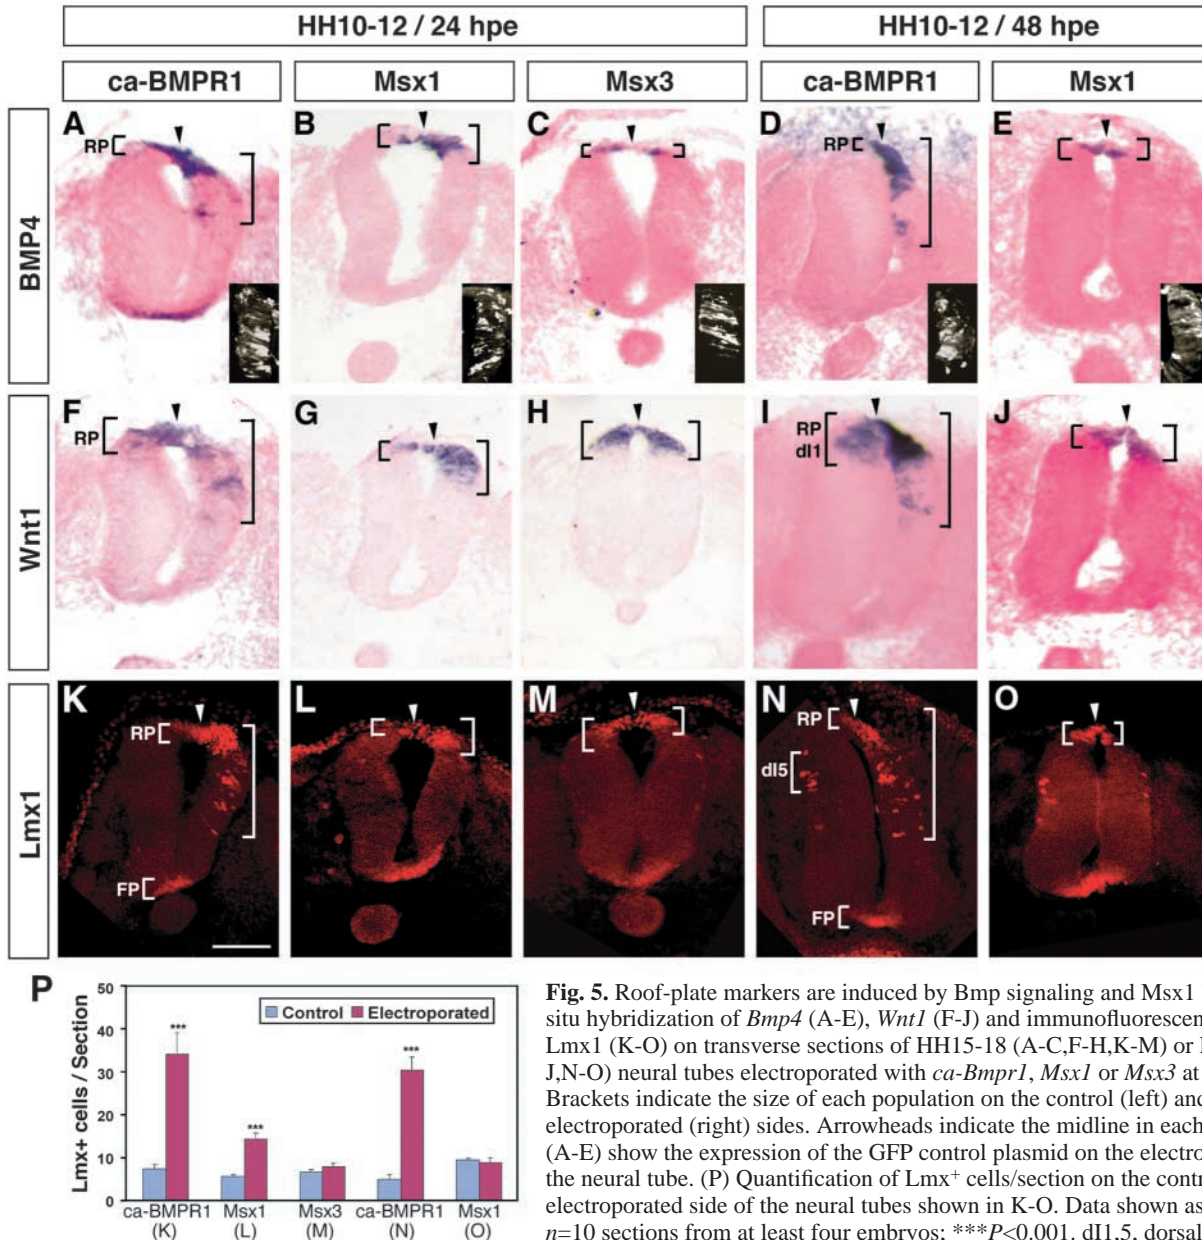 HH10-12 / 24 hpe
HH10-12 / 48 hpe
ca-BMPR1
Msx1
Msx3
ca-BMPR1
Msx1
BMP4
A
RP
B
C
D
RP
E
Wnt1
F
RP
G
H
I
RP
dI1
J
Lmx1
K
RP
FP
L
M
N
RP
dI5
FP
O
P
Lmx+ cells / Section
50
40
30
20
10
0
Control
Electroporated
***
***
***
ca-BMPR1
(K)
Msx1
(L)
Msx3
(M)
ca-BMPR1
(N)
Msx1
(O)
Fig. 5. Roof-plate markers are induced by Bmp signaling and Msx1
situ hybridization of Bmp4 (A-E), Wnt1 (F-J) and immunofluorescen
Lmx1 (K-O) on transverse sections of HH15-18 (A-C,F-H,K-M) or
J,N-O) neural tubes electroporated with ca-Bmpr1, Msx1 or Msx3 at
Brackets indicate the size of each population on the control (left) and
electroporated (right) sides. Arrowheads indicate the midline in each
(A-E) show the expression of the GFP control plasmid on the electro
the neural tube. (P) Quantification of Lmx+ cells/section on the contr
electroporated side of the neural tubes shown in K-O. Data shown as
n=10 sections from at least four embryos; ***P<0.001. dI1,5, dorsal